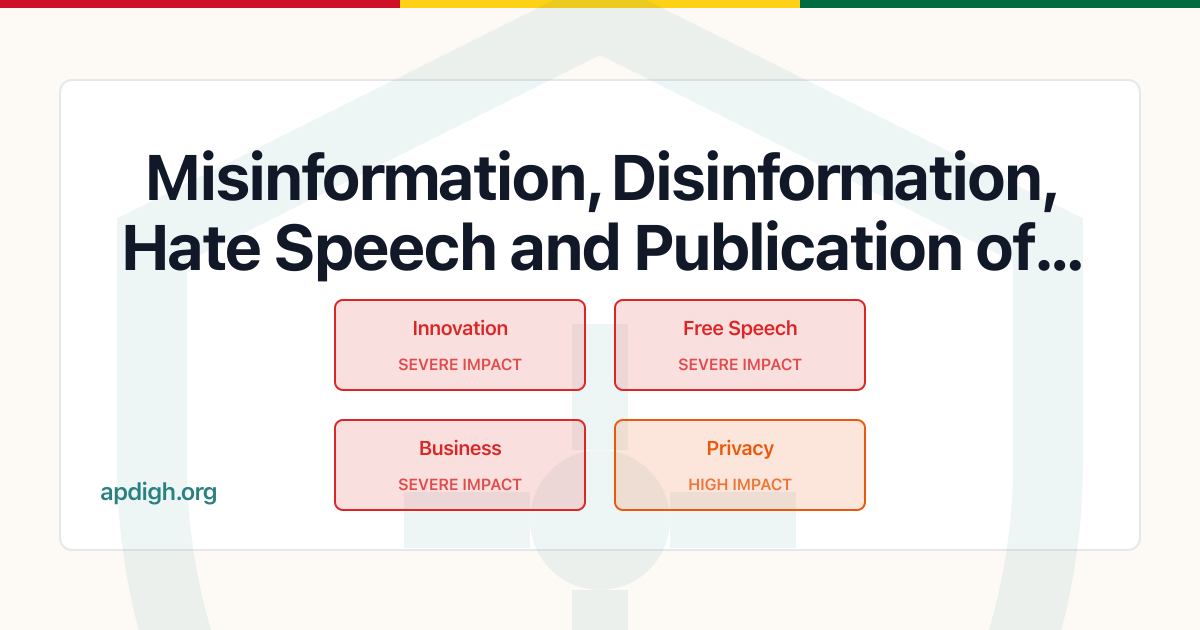 Misinformation, Disinformation,
Hate Speech and Publication of...
Innovation
SEVERE IMPACT
Free Speech
SEVERE IMPACT
Business
SEVERE IMPACT
Privacy
HIGH IMPACT
apdigh.org